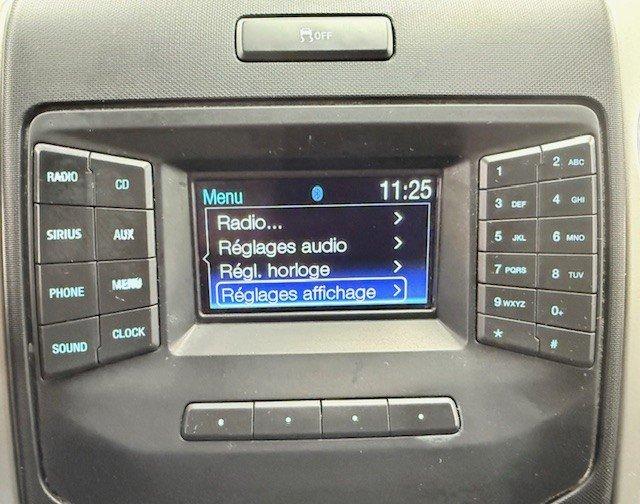 OFF
RADIO
CD
SIRIUS
AUX
PHONE
MENU
SOUND
CLOCK
Menu 11:25
Radio...
Réglages audio
Régl. horloge
Réglages affichage
1
2 ABC
3 DEF
4 GHI
5 JKL
6 MNO
7 PQRS
8 TUV
9 WXYZ
0+
*
#